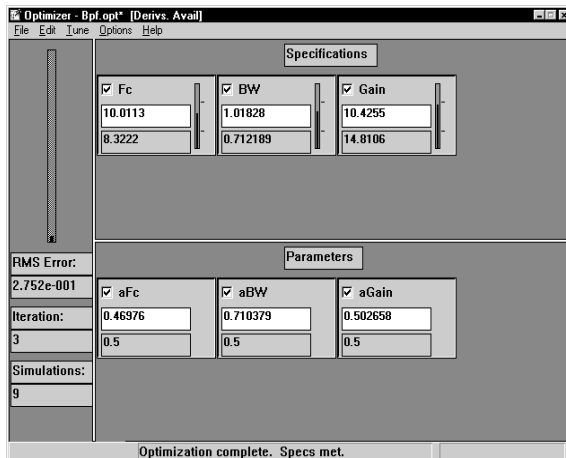 Optimizer - Bpf.opt* [Derivs. Avail]
File Edit Tune Options Help
Specifications
Fc BW Gain
10.0113 1.01828 10.4255
8.3222 0.712189 14.8106
RMS Error:
2.752e-001
Iteration:
3
Simulations:
9
Parameters
aFc aBW aGain
0.46976 0.710379 0.502658
0.5 0.5 0.5
Optimization complete. Specs met.